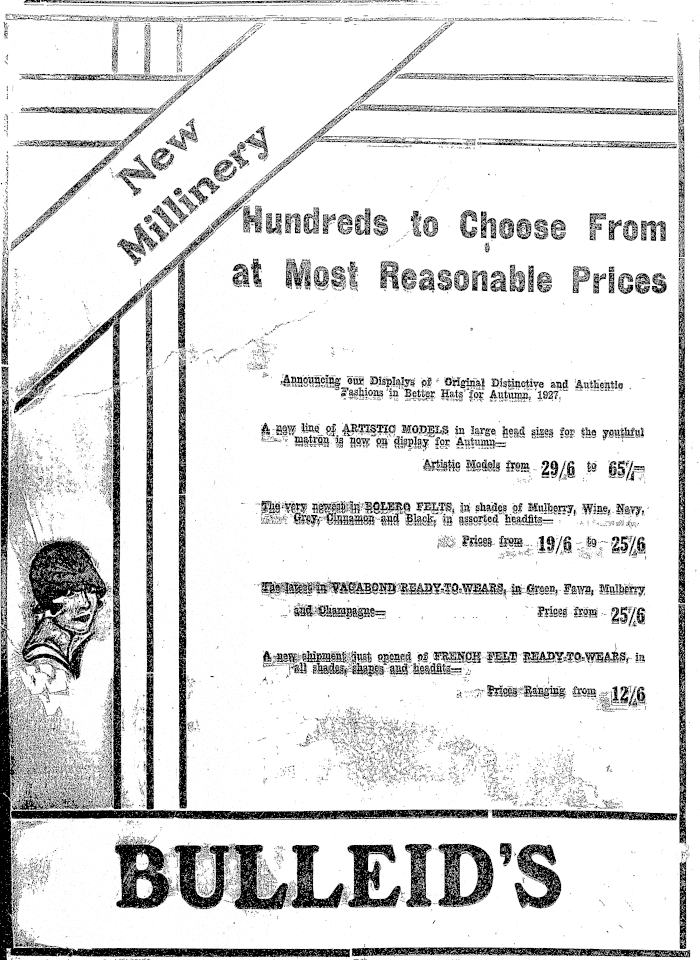 New
Millinery
Hundreds to Choose From
at Most Reasonable Prices
Announcing our Displalys of Original Distinctive and Authentic
Fashions in Better Hats for Autumn, 1927.
A new line of ARTISTIC MODELS in large head sizes for the youthful
matron is now on display for Autumn—
Artistic Models from 29/6 to 65/-
The very newest in BOLERO FELTS, in shades of Mulberry, Wine, Navy,
Grey, Cinnamon and Black, in assorted headfits—
Prices from 19/6 to 25/6
The latest in VAGABOND READY-TO-WEARS, in Green, Fawn, Mulberry
and Champagne— Prices from 25/6
A new shipment just opened of FRENCH FELT READY-TO-WEARS, in
all shades, shapes and headfits—
Prices Ranging from 12/6
BULLEID'S